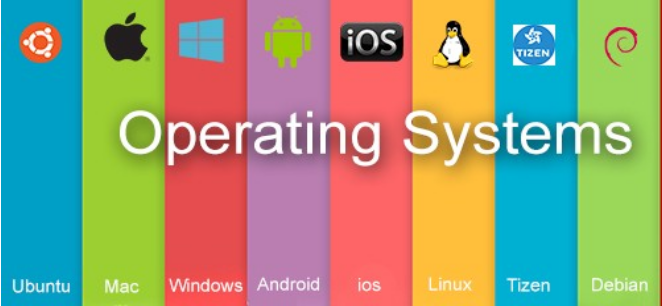 iOS
TIZEN
Operating Systems
Ubuntu Mac Windows Android ios Linux Tizen Debian